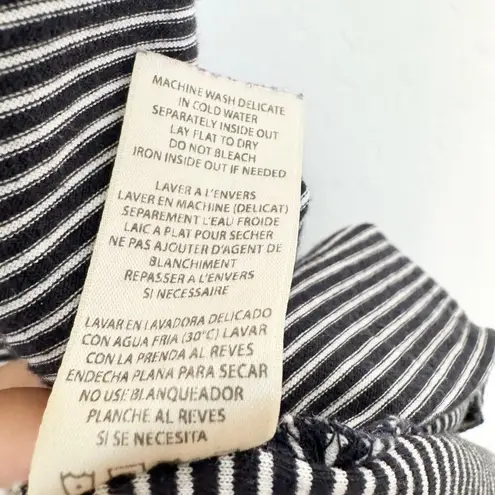 MACHINE WASH DELICATE
IN COLD WATER
SEPARATELY INSIDE OUT
LAY FLAT TO DRY
DO NOT BLEACH
IRON INSIDE OUT IF NEEDED
LAVER A L'ENVERS
LAVER EN MACHINE (DELICAT)
SEPAREMENT L'EAU FROIDE
LAIC A PLAT POUR SECHER
NE PAS AJOUTER D'AGENT DE
BLANCHIMENT
REPASSER A L'ENVERS
SI NECESSAIRE
LAVAR EN LAVADORA DELICADO
CON AGUA FRIA (30°C) LAVAR
CON LA PRENDA AL REVES
ENDECHA PLANA PARA SECAR
NO USE BLANQUEADOR
PLANCHE AL REVES
SI SE NECESITA